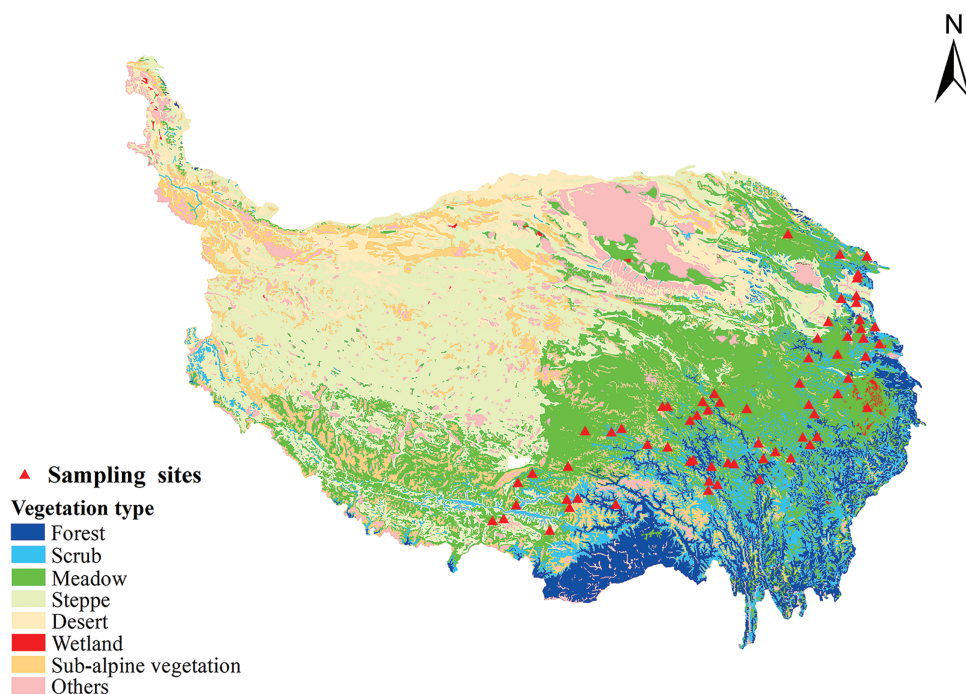 N
Sampling sites
Vegetation type
Forest
Scrub
Meadow
Steppe
Desert
Wetland
Sub-alpine vegetation
Others